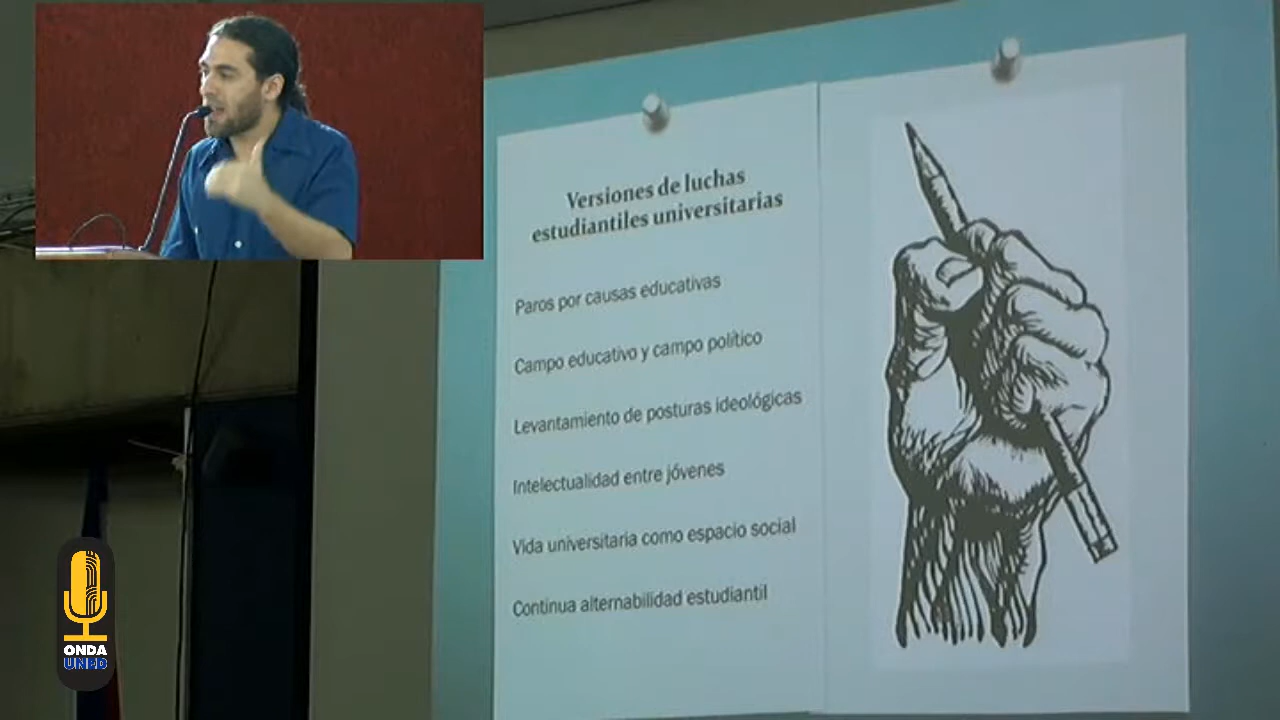 Versiones de luchas
estudiantiles universitarias
Paros por causas educativas
Campo educativo y campo político
Levantamiento de posturas ideológicas
Intelectualidad entre jóvenes
Vida universitaria como espacio social
Continua alternabilidad estudiantil
ONDA
UNED